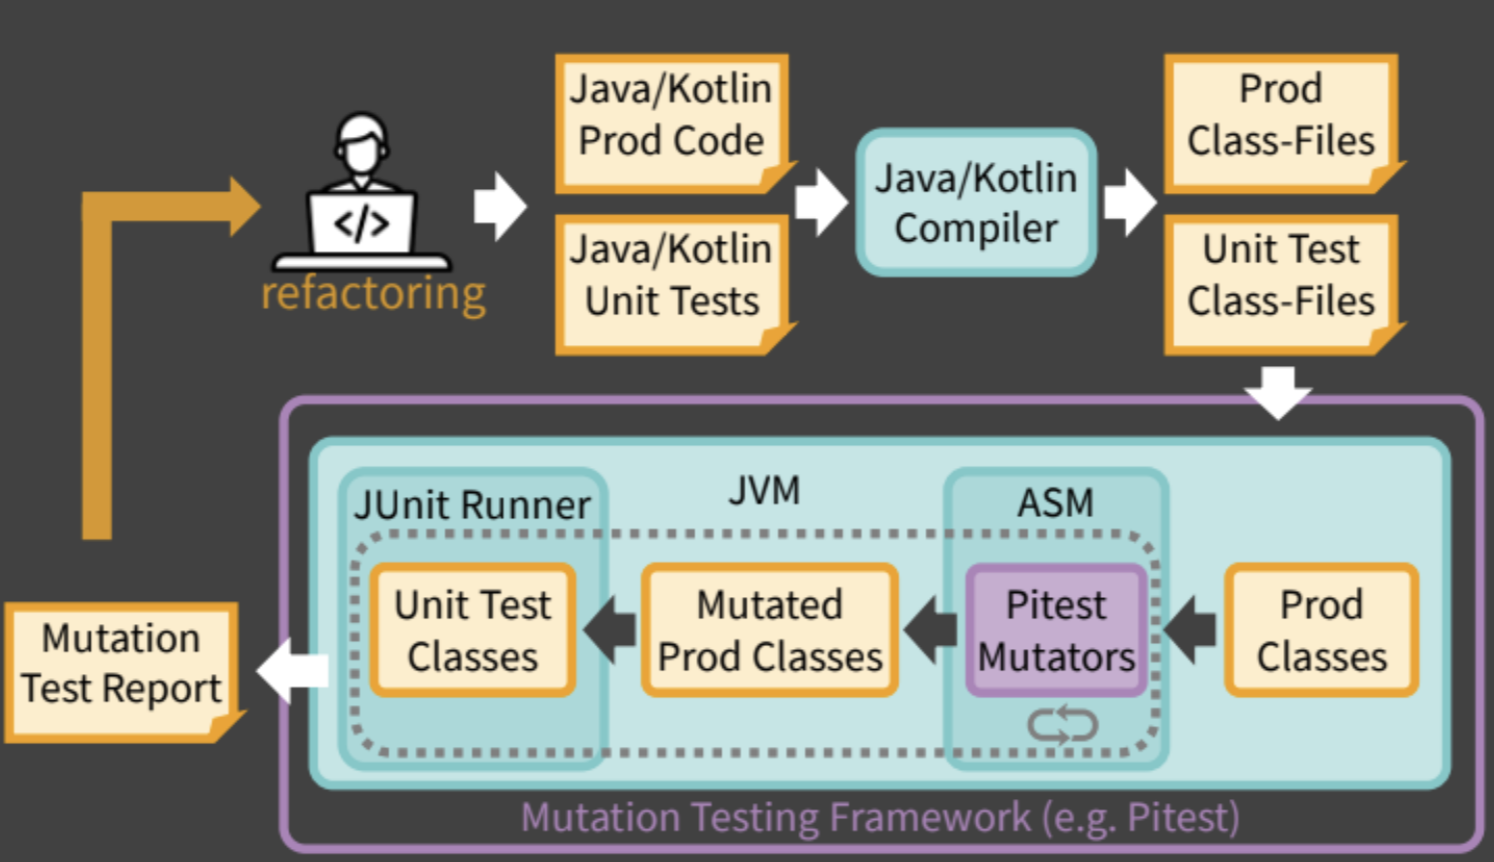 Java/Kotlin
Prod Code
Java/Kotlin
Unit Tests
Java/Kotlin
Compiler
Prod
Class-Files
Unit Test
Class-Files
</>
refactoring
JUnit Runner
JVM
ASM
Unit Test
Classes
Mutated
Prod Classes
Pitest
Mutators
Prod
Classes
Mutation
Test Report
Mutation Testing Framework (e.g. Pitest)